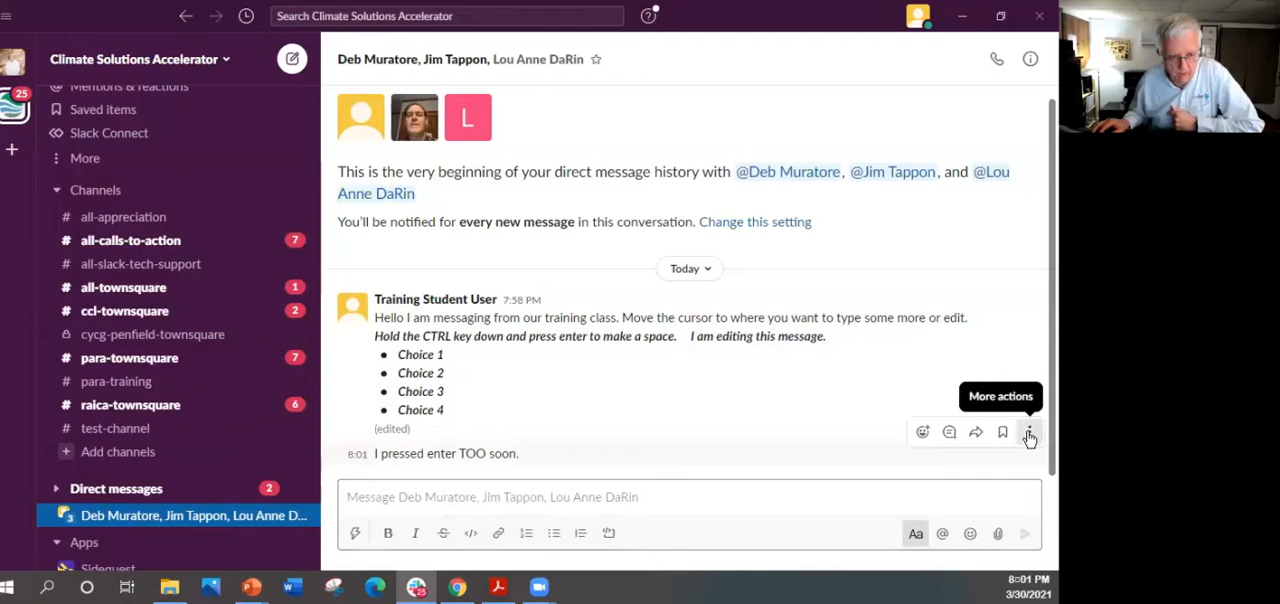 Search Climate Solutions Accelerator
Climate Solutions Accelerator
Deb Muratore, Jim Tappon, Lou Anne DaRin
25
Mentions & reactions
Saved items
Slack Connect
More
Channels
# all-appreciation
# all-calls-to-action 7
# all-slack-tech-support
# all-townsquare 1
# ccl-townsquare 2
cycg-penfield-townsquare
# para-townsquare 7
# para-training
# raica-townsquare 6
# test-channel
+ Add channels
Direct messages 2
3 Deb Muratore, Jim Tappon, Lou Anne D...
Apps
Sidequest
L
This is the very beginning of your direct message history with @Deb Muratore, @Jim Tappon, and @Lou
Anne DaRin
You'll be notified for every new message in this conversation. Change this setting
Today
Training Student User 7:58 PM
Hello I am messaging from our training class. Move the cursor to where you want to type some more or edit.
Hold the CTRL key down and press enter to make a space. I am editing this message.
• Choice 1
• Choice 2
• Choice 3
• Choice 4
(edited)
More actions
8:01 I pressed enter TOO soon.
Message Deb Muratore, Jim Tappon, Lou Anne DaRin
B I S </> Aa @
25
8:01 PM
3/30/2021